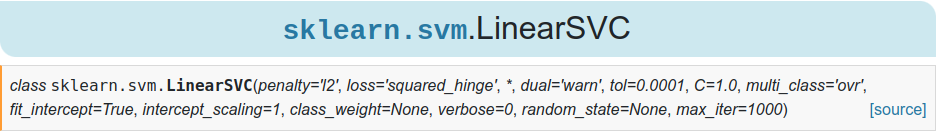 sklearn.svm.LinearSVC
class sklearn.svm.LinearSVC(penalty='l2', loss='squared_hinge', *, dual='warn', tol=0.0001, C=1.0, multi_class='ovr',
fit_intercept=True, intercept_scaling=1, class_weight=None, verbose=0, random_state=None, max_iter=1000) [source]